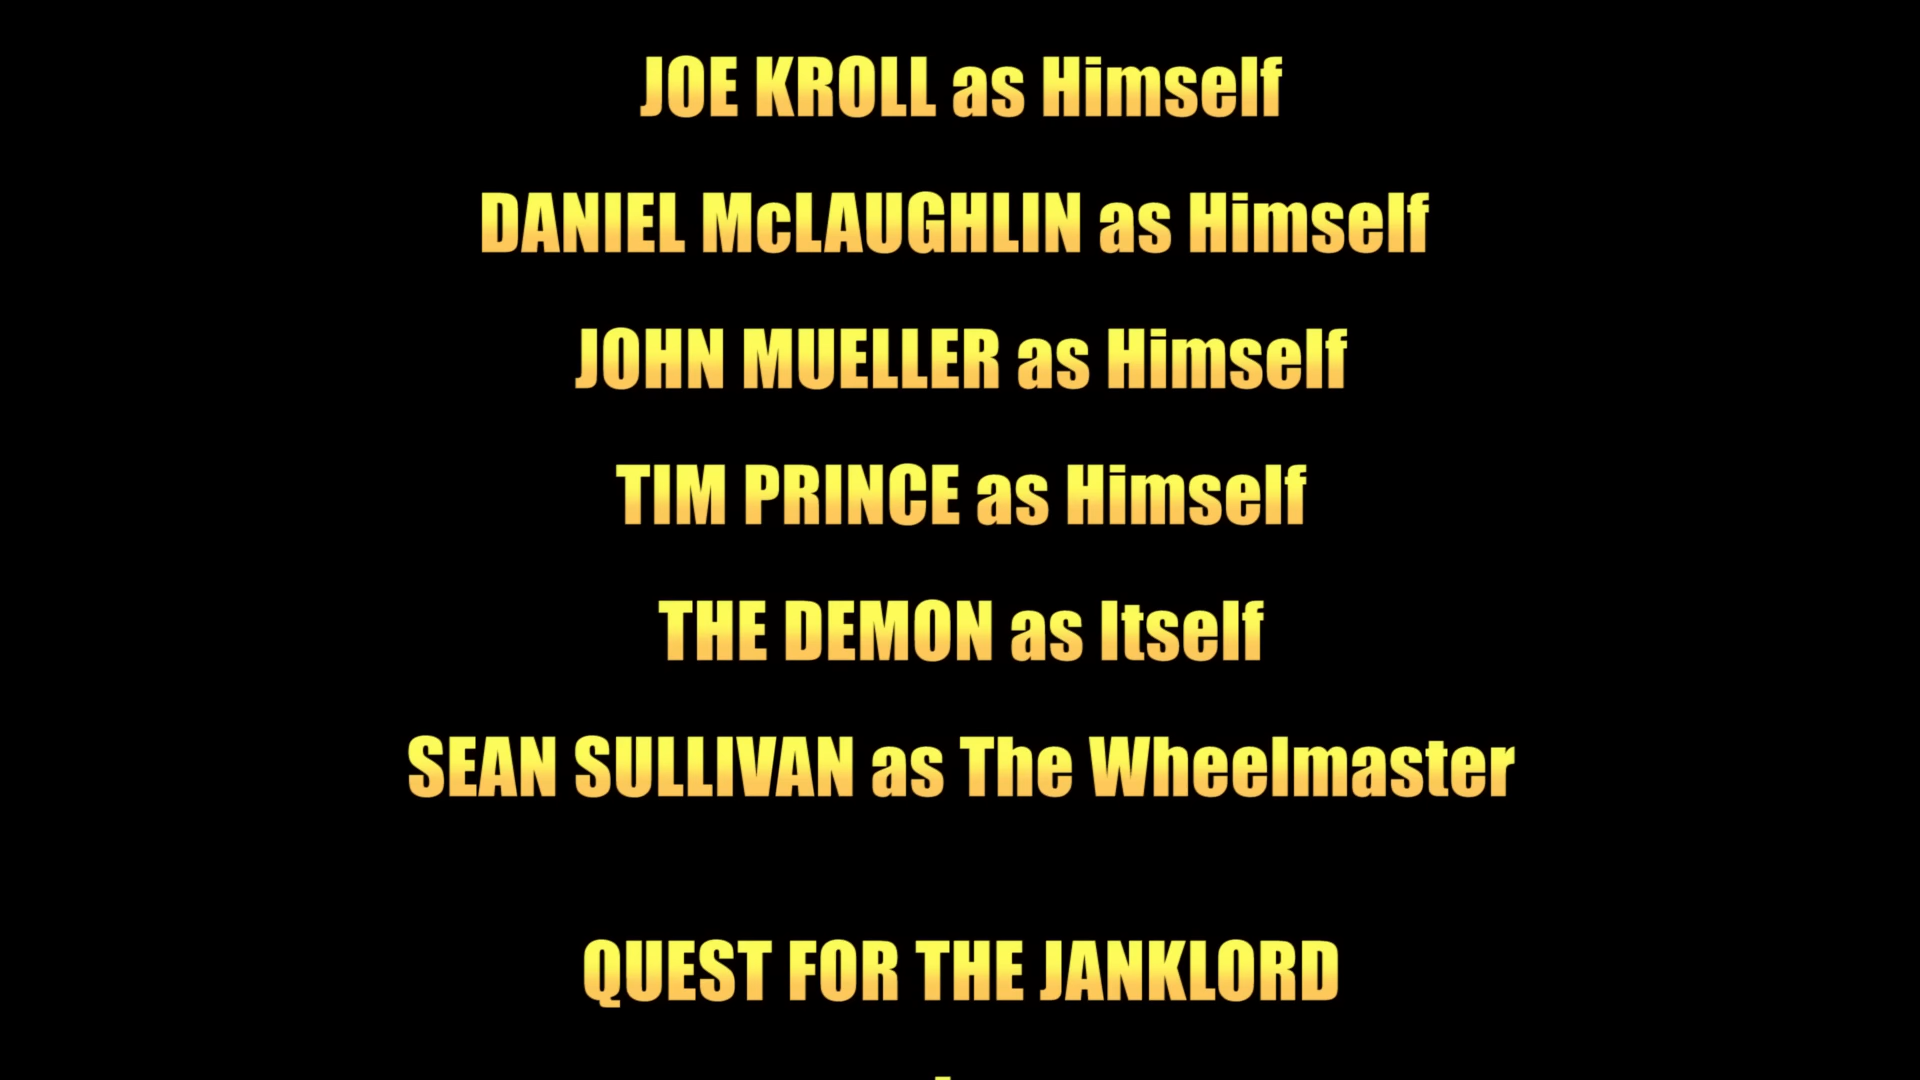 JOE KROLL as Himself
DANIEL McLAUGHLIN as Himself
JOHN MUELLER as Himself
TIM PRINCE as Himself
THE DEMON as Itself
SEAN SULLIVAN as The Wheelmaster
QUEST FOR THE JANKLORD